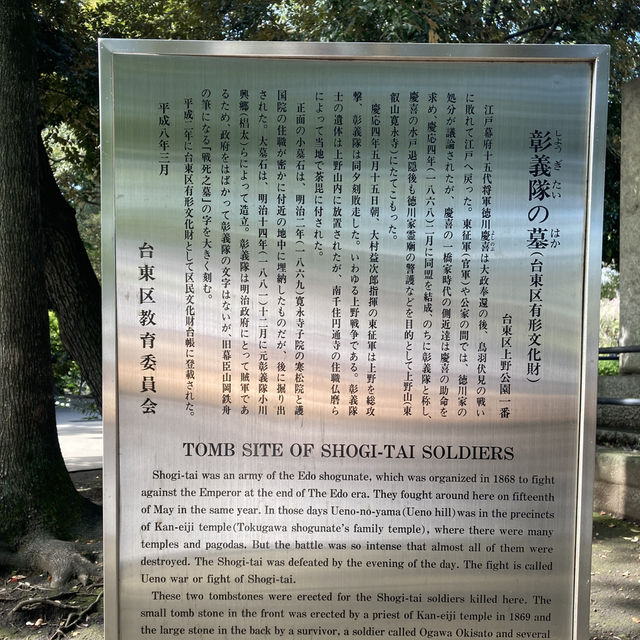 しょうぎたい
はか
彰義隊の墓(台東区有形文化財)
台東区上野公園一番
江戸幕府十五代将軍徳川慶喜は大政奉還の後、鳥羽伏見の戦い
よしのぶ
に敗れて江戸へ戻った。東征軍(官軍)や公家の間では、徳川家の
処分が議論されたが、慶喜の一橋家時代の側近達は慶喜の助命を
求め、慶応四年(一八六八)二月に同盟を結成、のちに彰義隊と称し、
慶喜の水戸退隠後も徳川家霊廟の警護などを目的として上野山(東
叡山寛永寺)にたてこもった。
慶応四年五月十五日朝、大村益次郎指揮の東征軍は上野を総攻
撃、彰義隊は同夕刻敗走した。いわゆる上野戦争である。彰義隊
士の遺体は上野山内に放置されたが、南千住円通寺の住職仏磨ら
によって当地で荼毘に付された。
正面の小墓石は、明治二年(一八六九)寛永寺子院の寒松院と護
国院の住職が密かに付近の地中に埋納したものだが、後に掘り出
された。大墓石は、明治十四年(一八八一)十二月に元彰義隊小川
興郷(椙太)らによって造立。彰義隊は明治政府にとって賊軍であ
るため、政府をはばかって彰義隊の文字はないが、旧幕臣山岡鉄舟
の筆になる「戦死之墓」の字を大きく刻む。
平成二年に台東区有形文化財として区民文化財台帳に登載された。
平成八年三月
台東区教育委員会
TOMB SITE OF SHOGI-TAI SOLDIERS
Shogi-tai was an army of the Edo shogunate, which was organized in 1868 to fight
against the Emperor at the end of The Edo era. They fought around here on fifteenth
of May in the same year. In those days Ueno-no-yama(Ueno hill)was in the precincts
of Kan-eiji temple(Tokugawa shogunate's family temple), where there were many
temples and pagodas. But the battle was so intense that almost all of them were
destroyed. The Shogi-tai was defeated by the evening of the day. The fight is called
Ueno war or fight of Shogi-tai.
These two tombstones were erected for the Shogi-tai soldiers killed here. The
small tomb stone in the front was erected by a priest of Kan-eiji temple in 1869 and
the large stone in the back by a survivor, a soldier called Ogawa Okisato and several